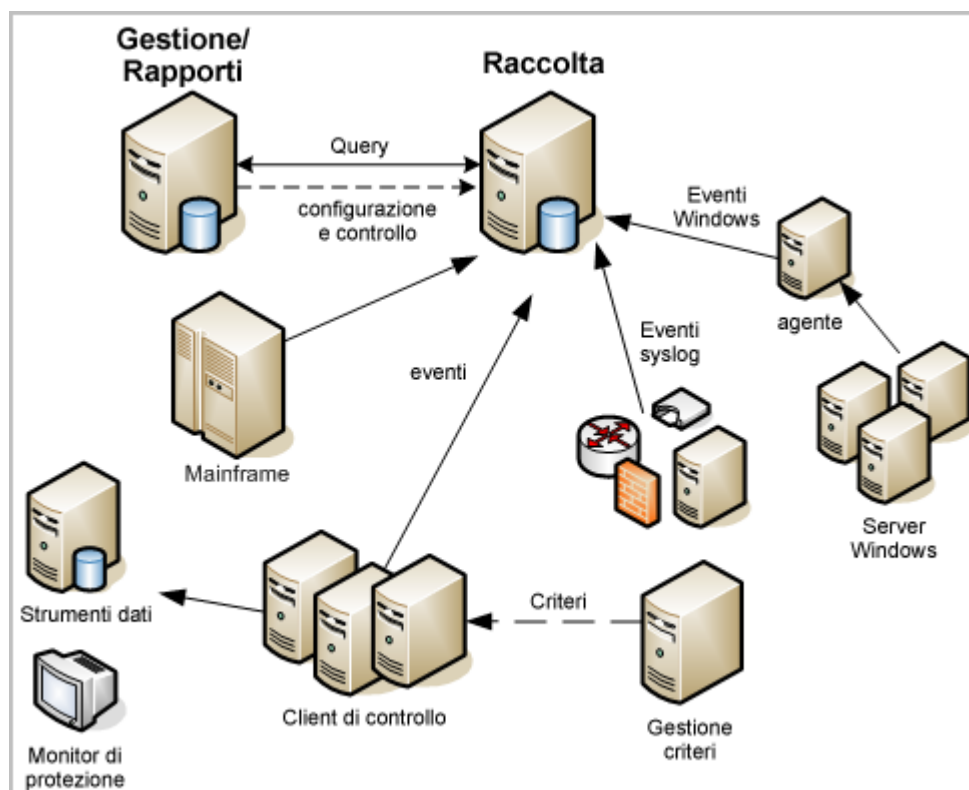 Gestione/
Rapporti
Raccolta
Query
configurazione
e controllo
Eventi
Windows
agente
Eventi
syslog
eventi
Mainframe
Server
Windows
Strumenti dati
Criteri
Client di controllo
Gestione
criteri
Monitor di
protezione